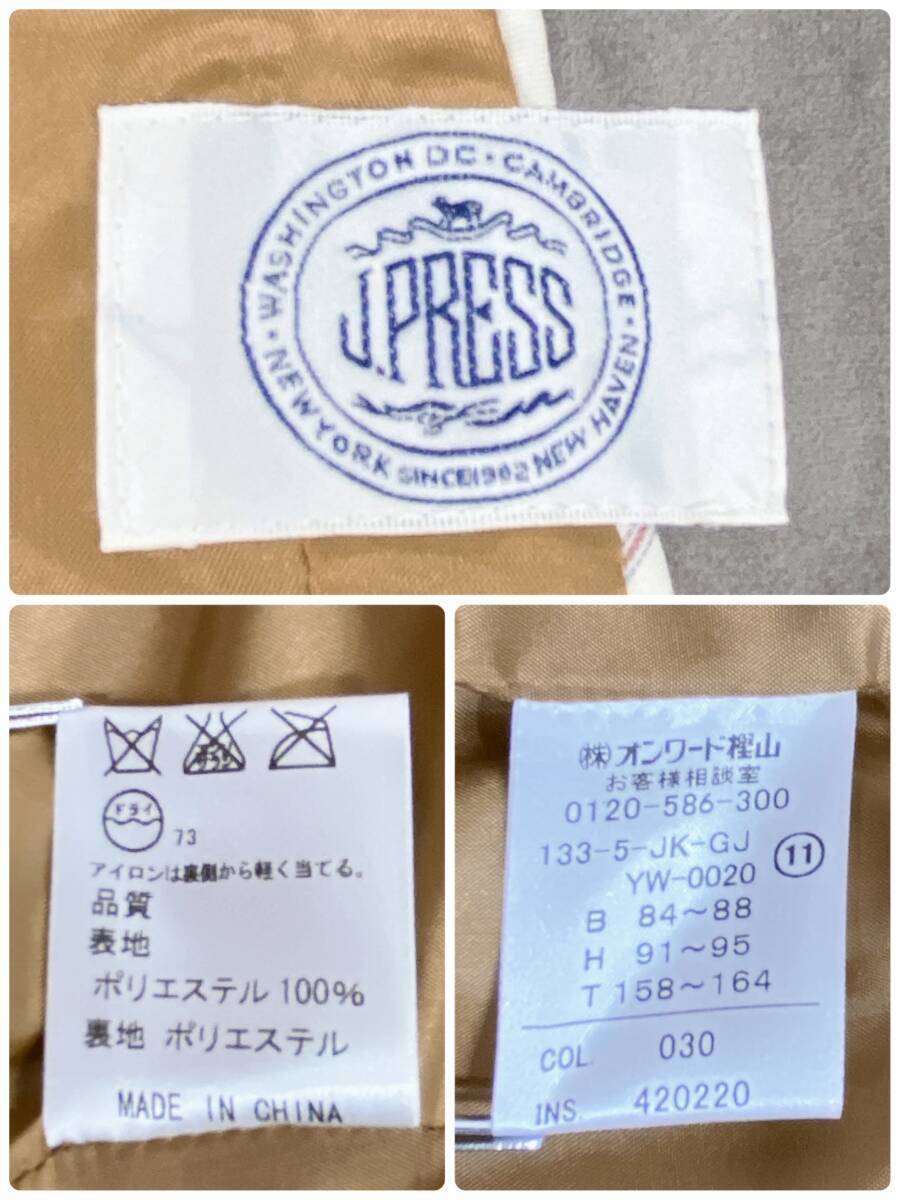 WASHINGTON DC・CAMBRIDGE・
J.PRESS
・NEW YORK SINCE1902 NEW HAVEN・
ドライ
73
アイロンは裏側から軽く当てる。
品質
表地
ポリエステル 100%
裏地 ポリエステル
MADE IN CHINA
㈱オンワード樫山
お客様相談室
0120-586-300
133-5-JK-GJ ⑪
YW-0020
B 84~88
H 91~95
T 158~164
COL. 030
INS. 420220